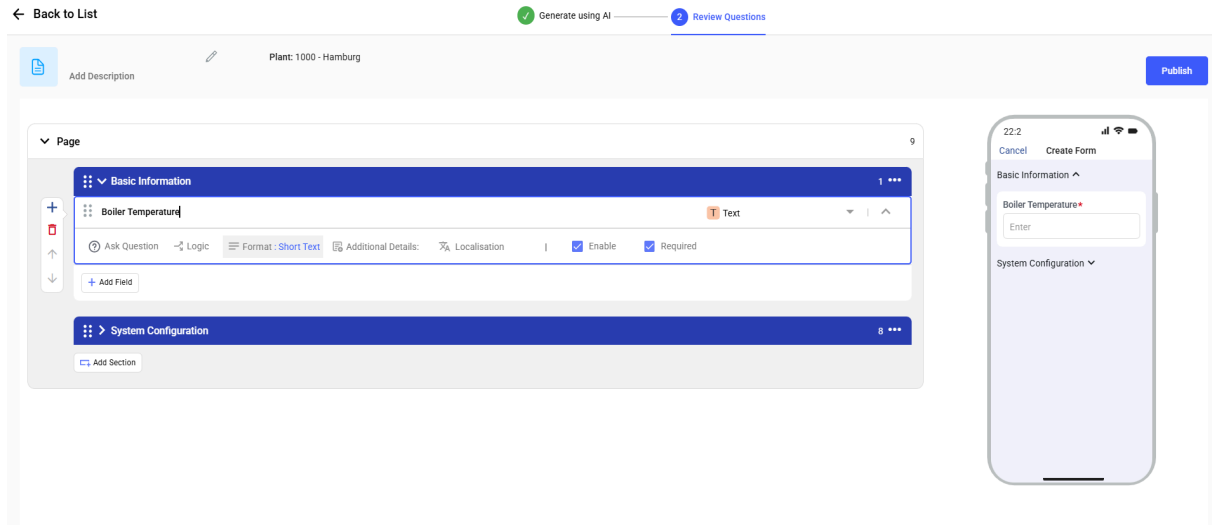 Back to List
Generate using AI
2 Review Questions
Plant: 1000 - Hamburg
Add Description
Publish
Page 9
Basic Information 1
Boiler Temperature T Text
Ask Question Logic Format : Short Text Additional Details: Localisation | Enable Required
+ Add Field
System Configuration 8
Add Section
22:2
Cancel Create Form
Basic Information
Boiler Temperature*
Enter
System Configuration